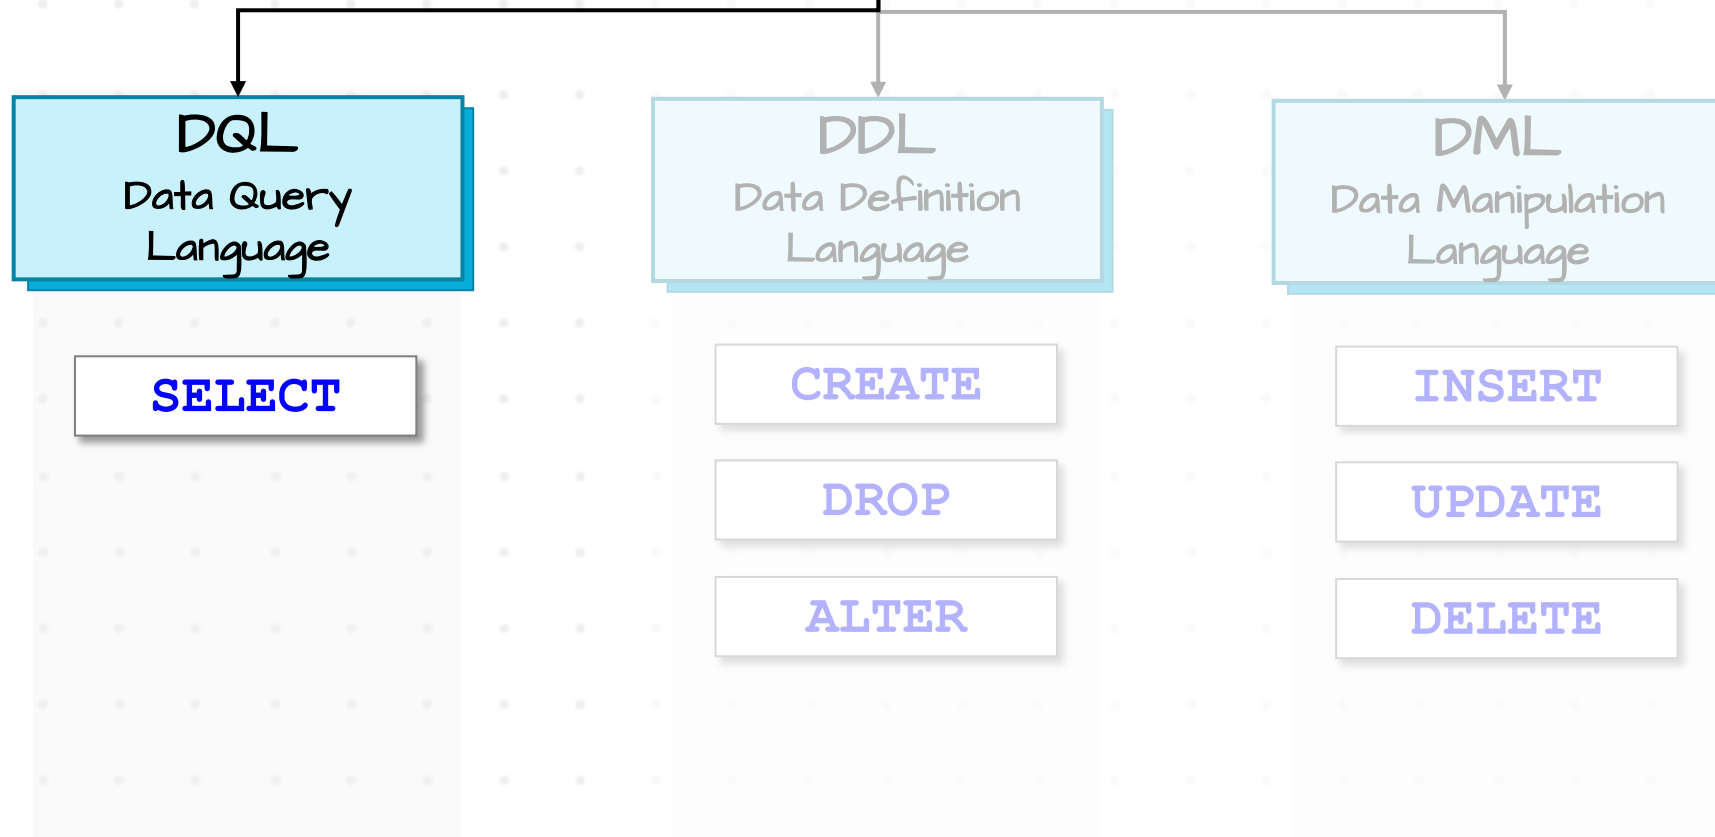 DQL
Data Query
Language
SELECT
DDL
Data Definition
Language
CREATE
DROP
ALTER
DML
Data Manipulation
Language
INSERT
UPDATE
DELETE